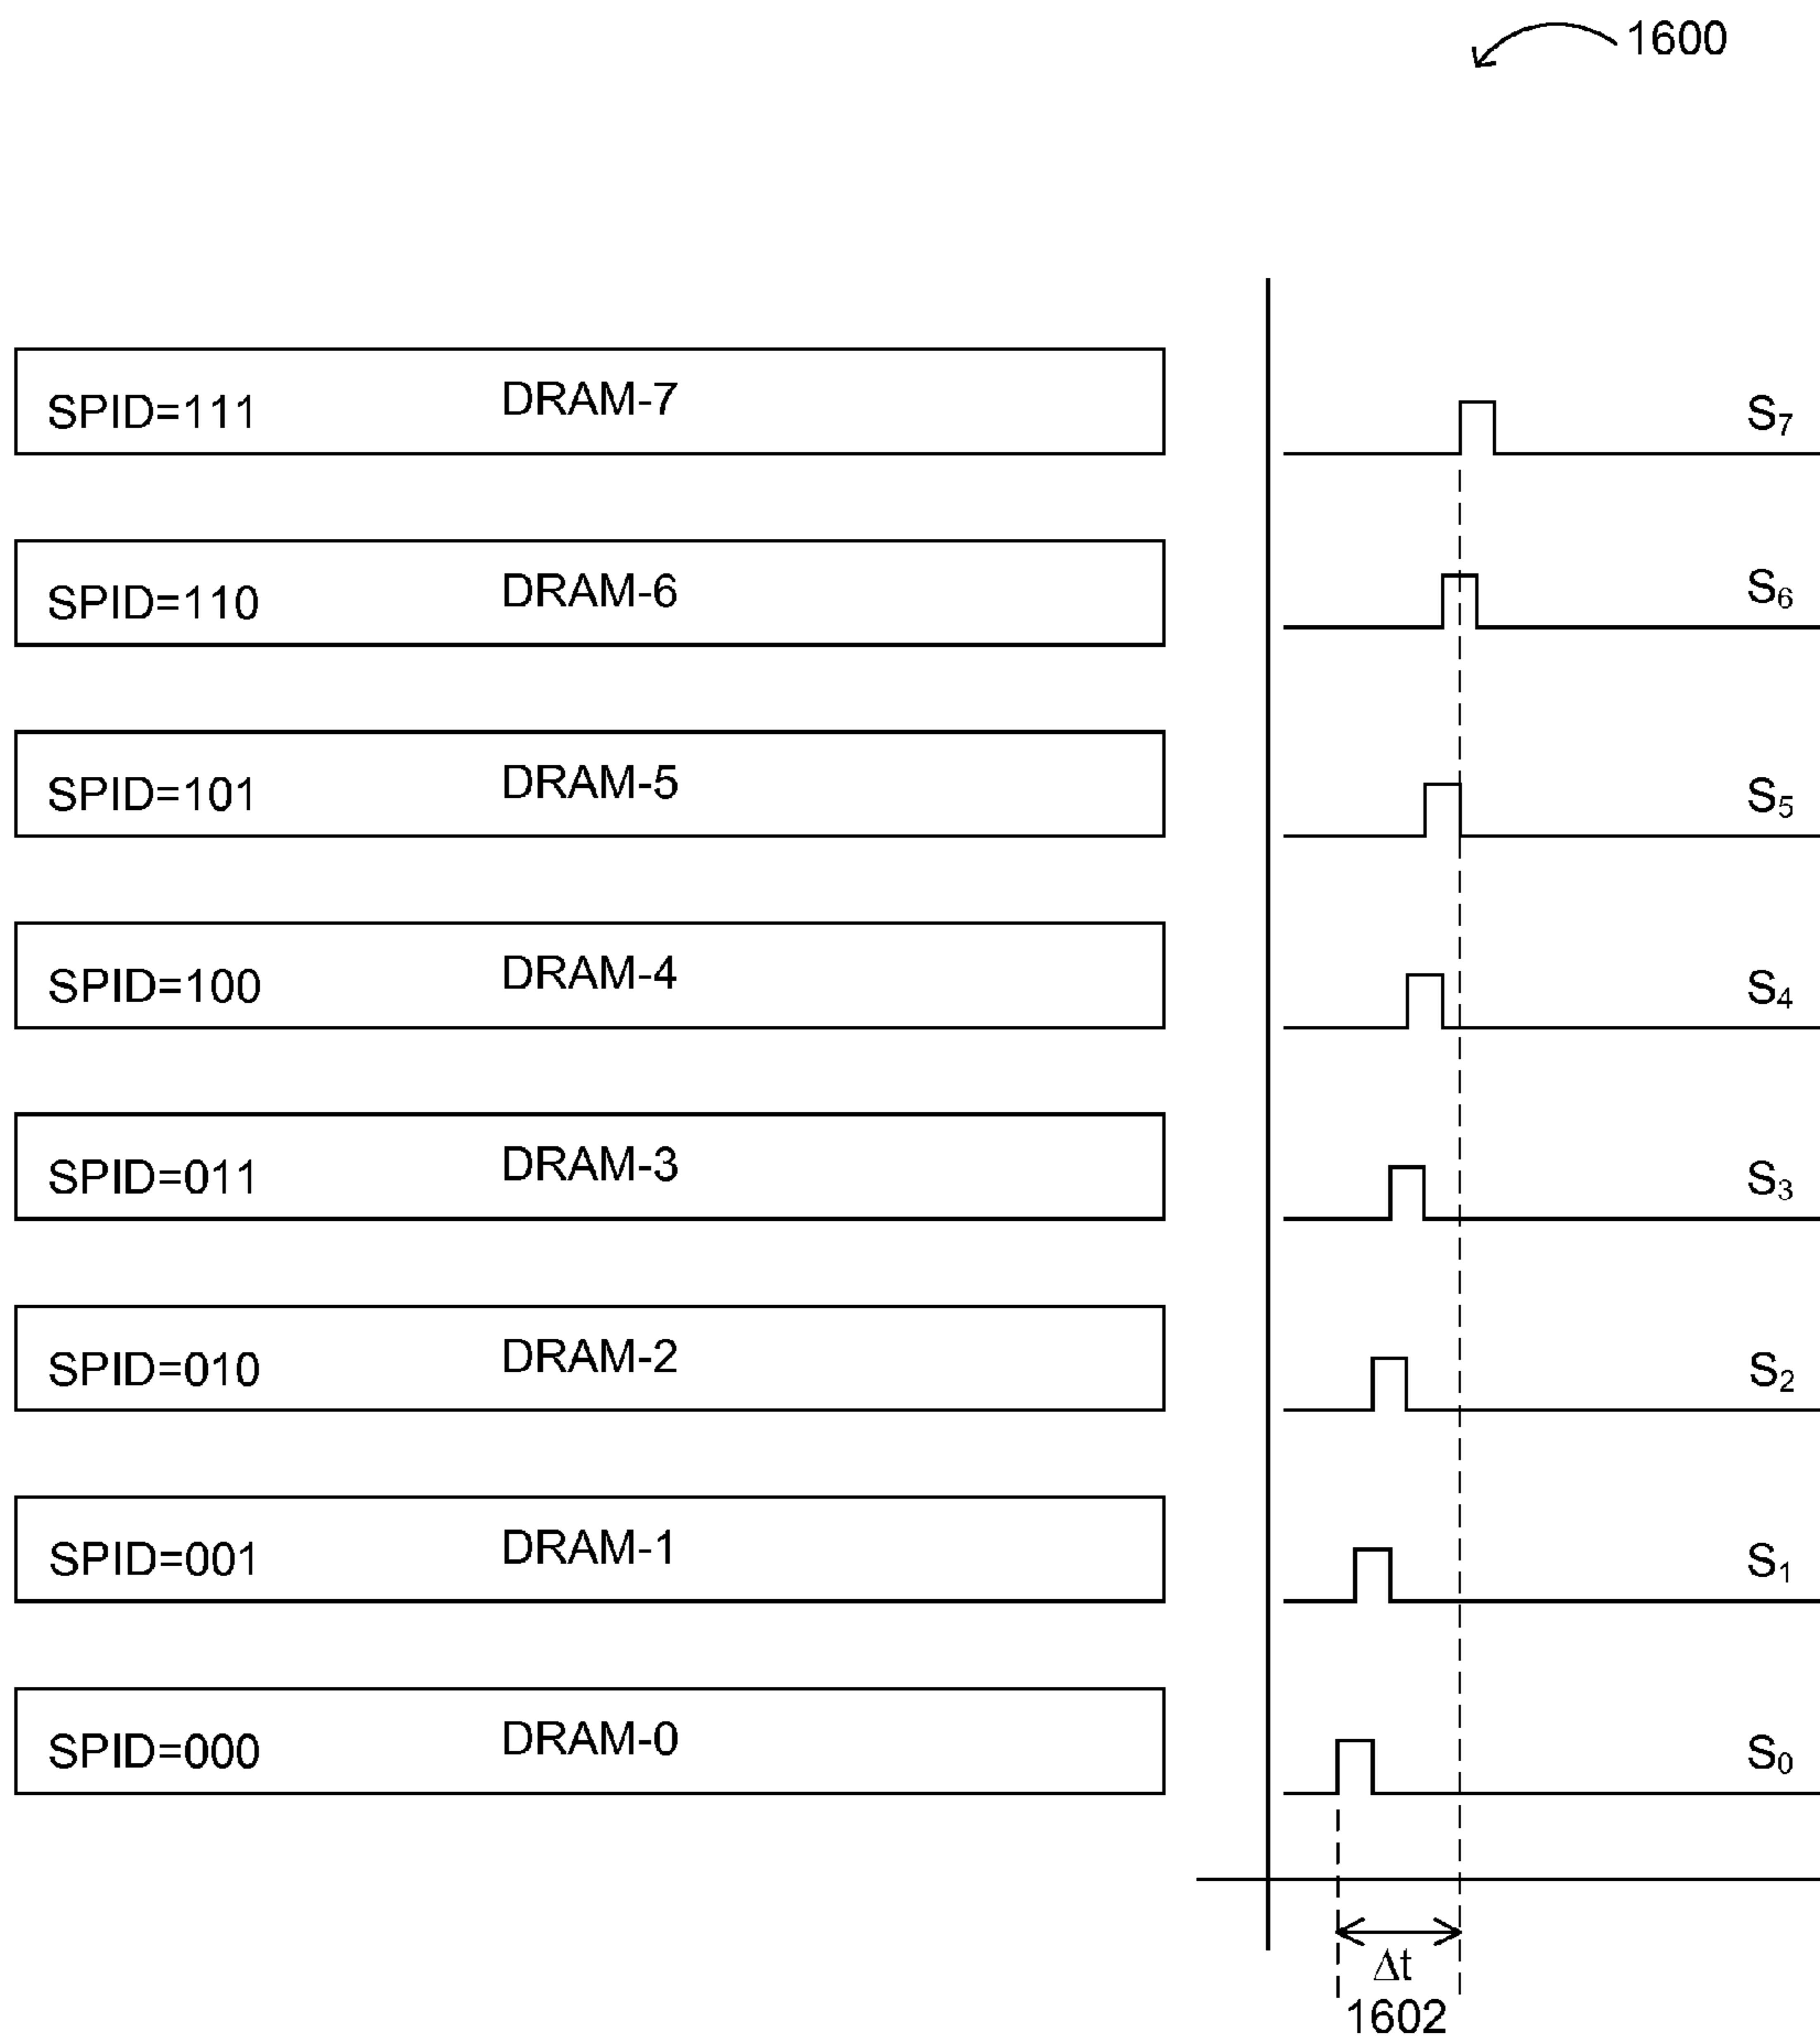 1600
SPID=111 DRAM-7 S₇
SPID=110 DRAM-6 S₆
SPID=101 DRAM-5 S₅
SPID=100 DRAM-4 S₄
SPID=011 DRAM-3 S₃
SPID=010 DRAM-2 S₂
SPID=001 DRAM-1 S₁
SPID=000 DRAM-0 S₀
Δt
1602